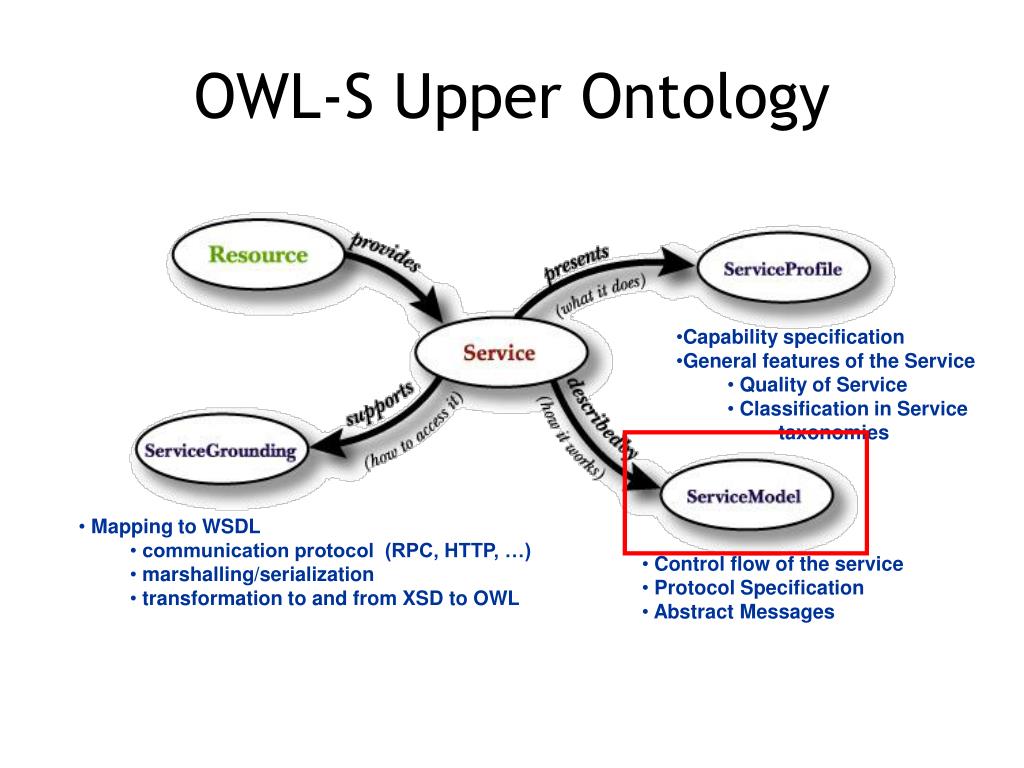 OWL-S Upper Ontology
Resource
provides
presents
(what it does)
ServiceProfile
Service
•Capability specification
•General features of the Service
• Quality of Service
• Classification in Service
taxonomies
supports
(how to access it)
describedby
(how it works)
ServiceGrounding
ServiceModel
• Mapping to WSDL
• communication protocol (RPC, HTTP, …)
• marshalling/serialization
• transformation to and from XSD to OWL
• Control flow of the service
• Protocol Specification
• Abstract Messages